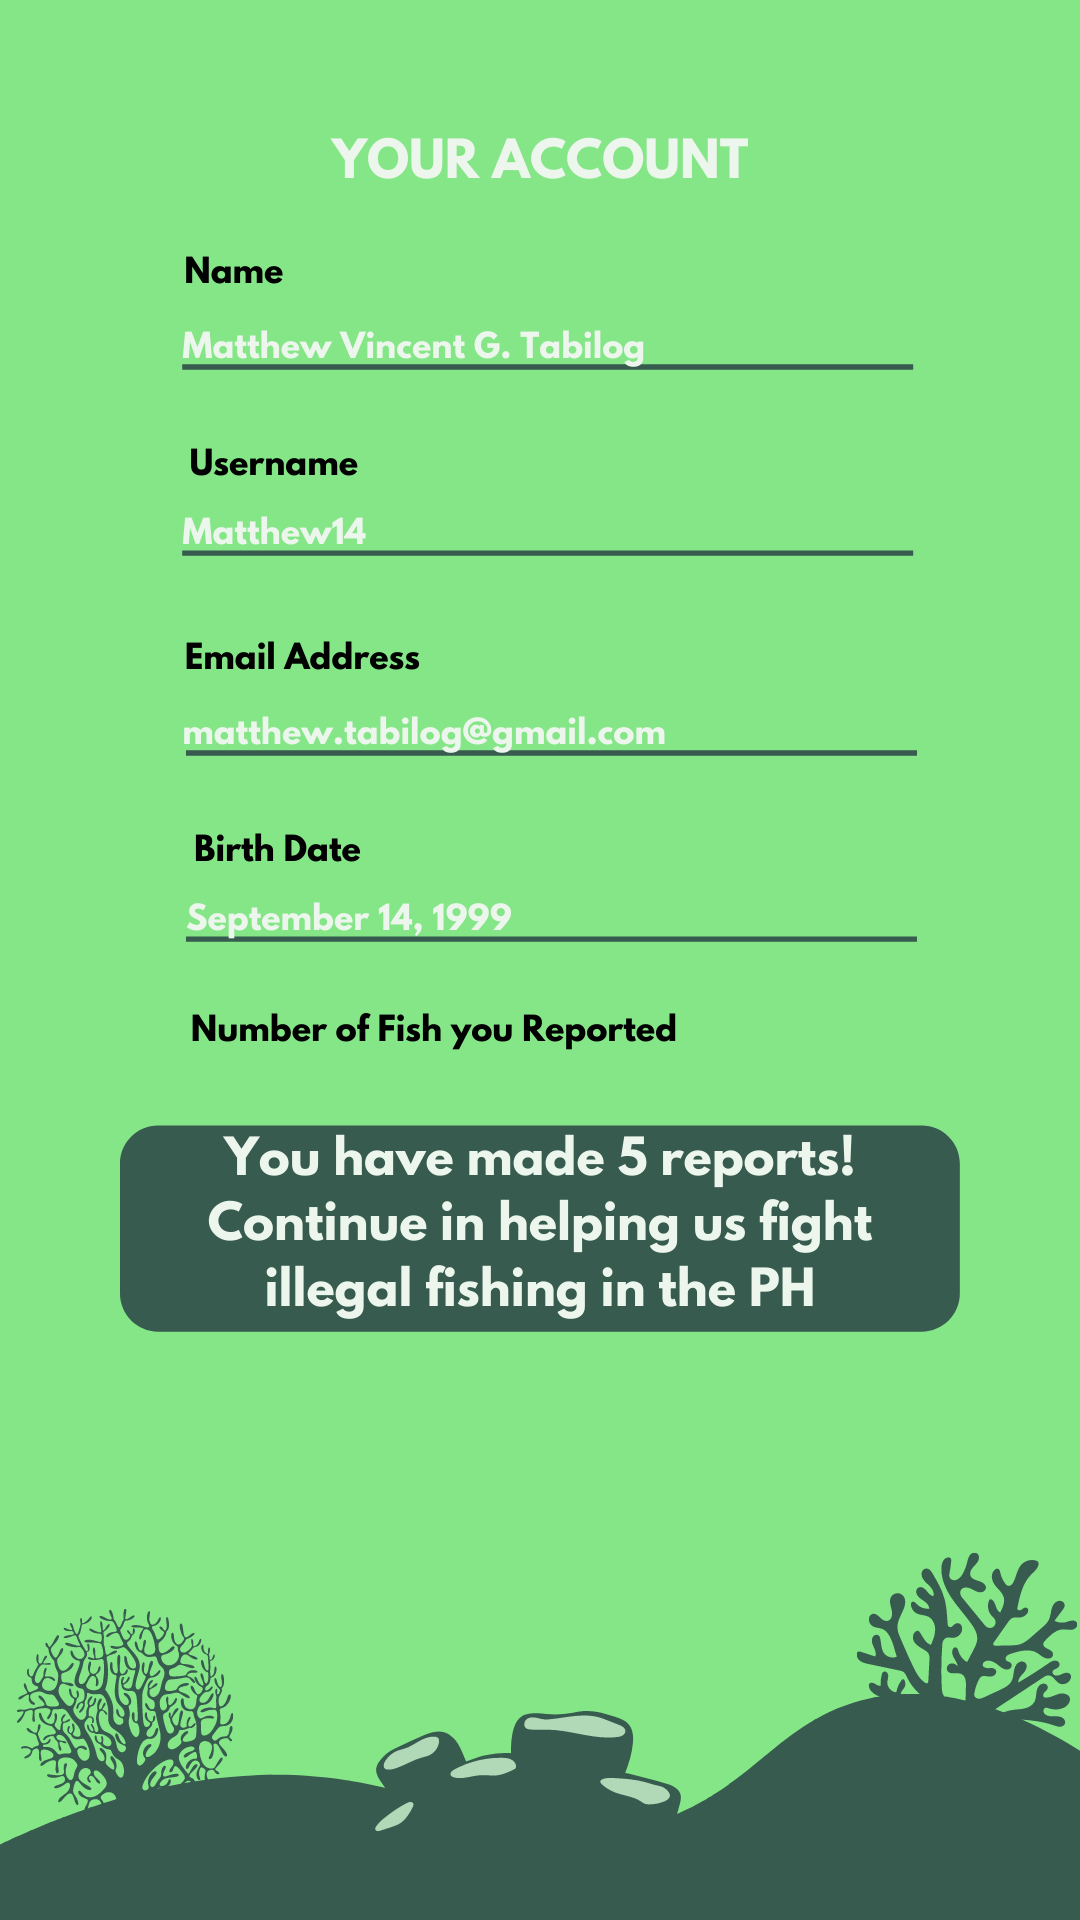 YOUR ACCOUNT
Name
Matthew Vincent G. Tabilog
Username
Matthew14
Email Address
matthew.tabilog@gmail.com
Birth Date
September 14, 1999
Number of Fish you Reported
You have made 5 reports!
Continue in helping us fight
illegal fishing in the PH